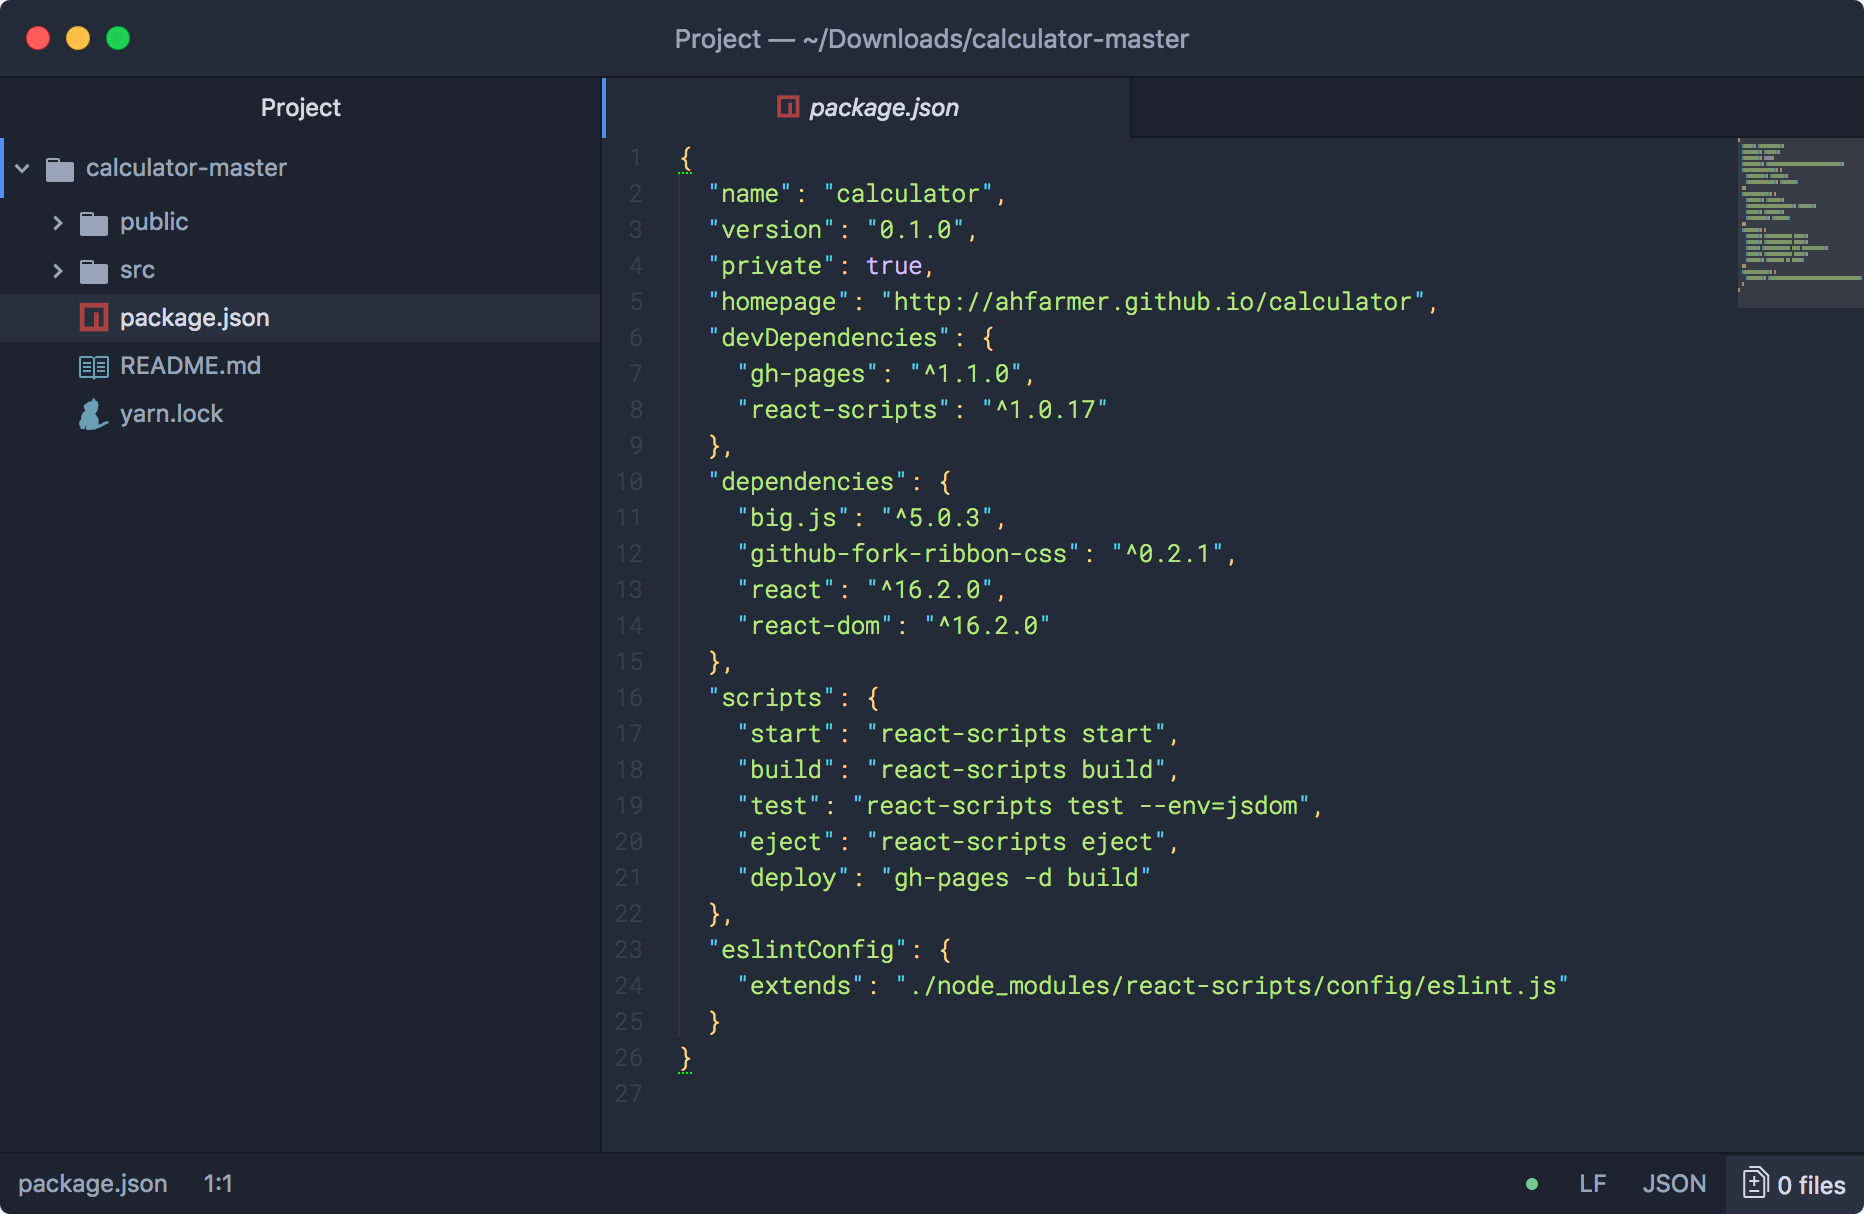 Project — ~/Downloads/calculator-master
Project
calculator-master
public
src
package.json
README.md
yarn.lock
package.json
1 {
2 "name": "calculator",
3 "version": "0.1.0",
4 "private": true,
5 "homepage": "http://ahfarmer.github.io/calculator",
6 "devDependencies": {
7 "gh-pages": "^1.1.0",
8 "react-scripts": "^1.0.17"
9 },
10 "dependencies": {
11 "big.js": "^5.0.3",
12 "github-fork-ribbon-css": "^0.2.1",
13 "react": "^16.2.0",
14 "react-dom": "^16.2.0"
15 },
16 "scripts": {
17 "start": "react-scripts start",
18 "build": "react-scripts build",
19 "test": "react-scripts test --env=jsdom",
20 "eject": "react-scripts eject",
21 "deploy": "gh-pages -d build"
22 },
23 "eslintConfig": {
24 "extends": "./node_modules/react-scripts/config/eslint.js"
25 }
26 }
27
package.json 1:1 LF JSON 0 files